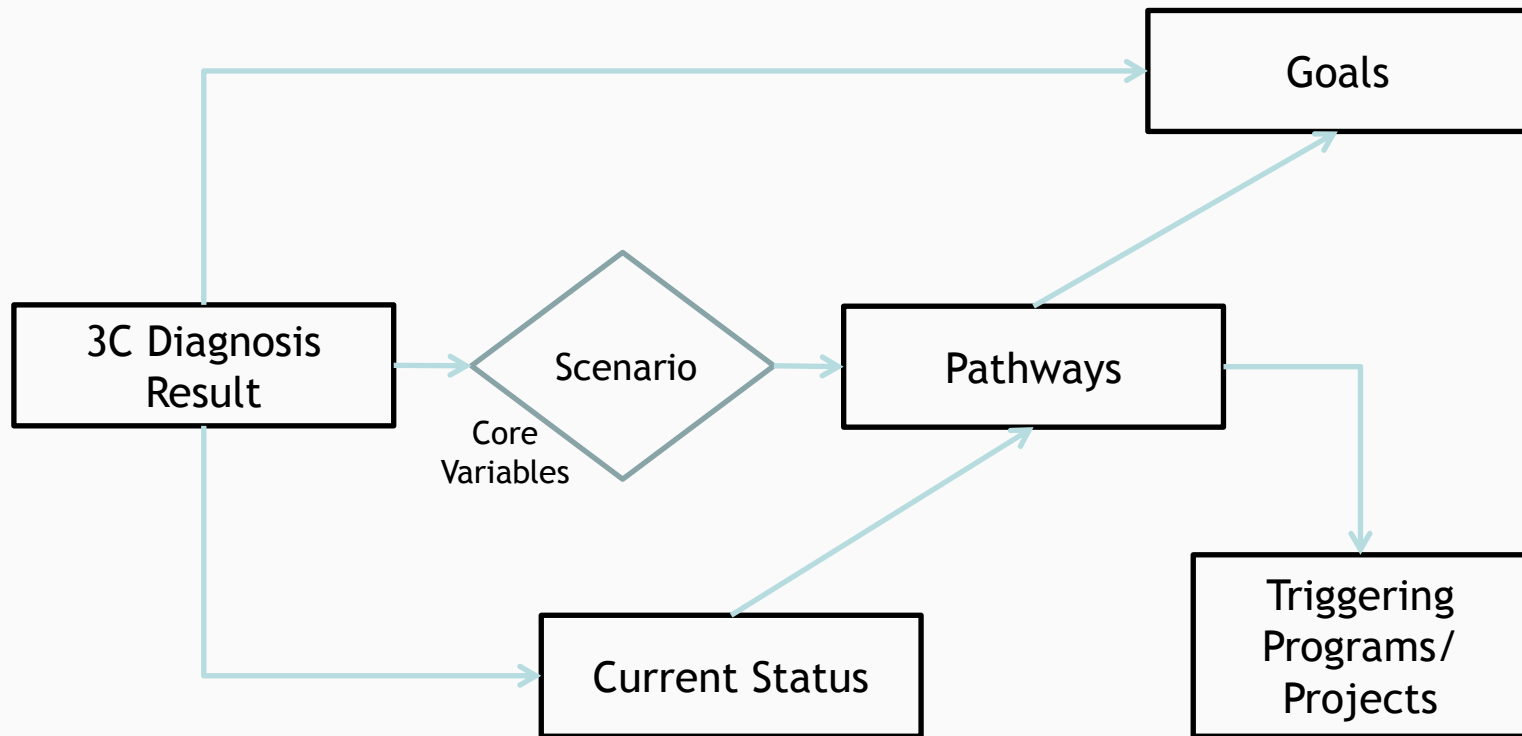 Goals
3C Diagnosis
Result
Scenario
Core
Variables
Pathways
Current Status
Triggering
Programs/
Projects